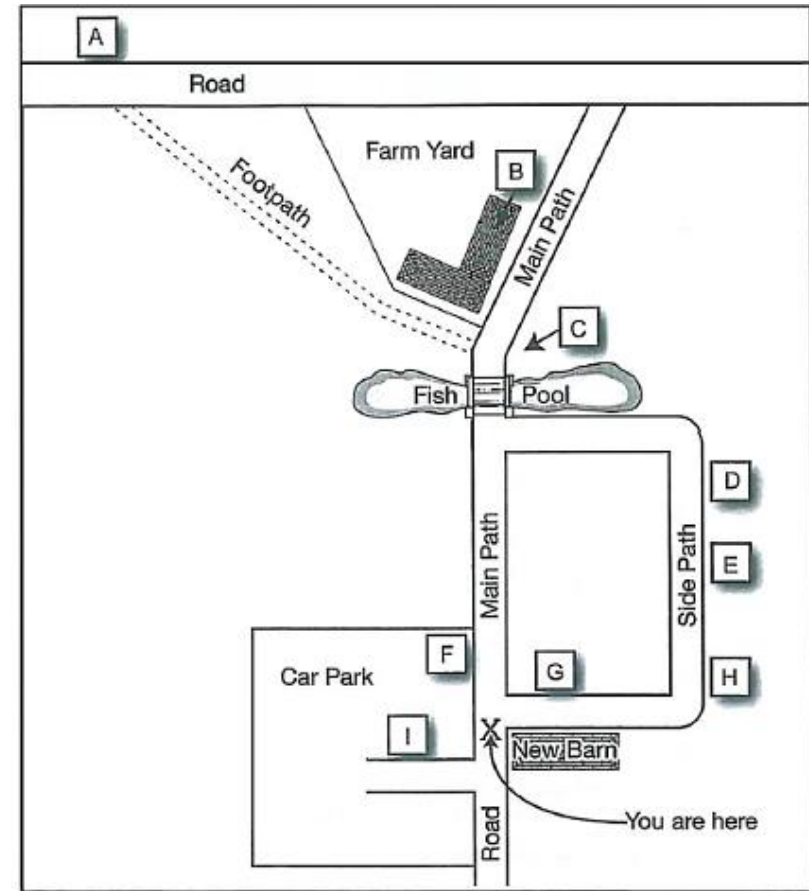 A
Road
Farm Yard
B
Footpath
Main Path
C
Fish
Pool
D
Main Path
Side Path
E
F
G
H
Car Park
I
X
New Barn
You are here
Road